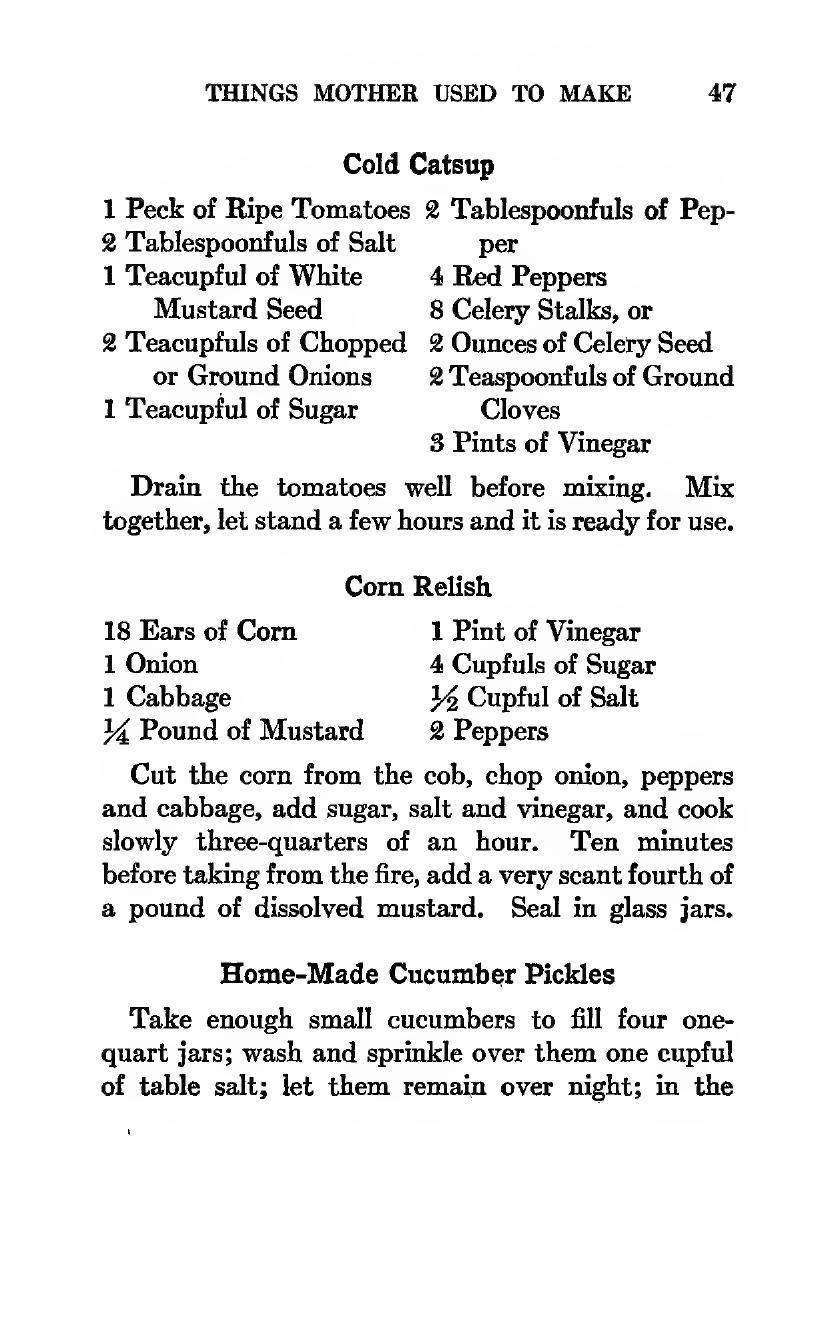 THINGS MOTHER USED TO MAKE 47
Cold Catsup
1 Peck of Ripe Tomatoes
2 Tablespoonfuls of Salt
1 Teacupful of White
Mustard Seed
2 Teacupfuls of Chopped
or Ground Onions
1 Teacupful of Sugar
2 Tablespoonfuls of Pep-
per
4 Red Peppers
8 Celery Stalks, or
2 Ounces of Celery Seed
2 Teaspoonfuls of Ground
Cloves
3 Pints of Vinegar
Drain the tomatoes well before mixing. Mix
together, let stand a few hours and it is ready for use.
Corn Relish
18 Ears of Corn
1 Onion
1 Cabbage
¼ Pound of Mustard
1 Pint of Vinegar
4 Cupfuls of Sugar
½ Cupful of Salt
2 Peppers
Cut the corn from the cob, chop onion, peppers
and cabbage, add sugar, salt and vinegar, and cook
slowly three-quarters of an hour. Ten minutes
before taking from the fire, add a very scant fourth of
a pound of dissolved mustard. Seal in glass jars.
Home-Made Cucumber Pickles
Take enough small cucumbers to fill four one-
quart jars; wash and sprinkle over them one cupful
of table salt; let them remain over night; in the